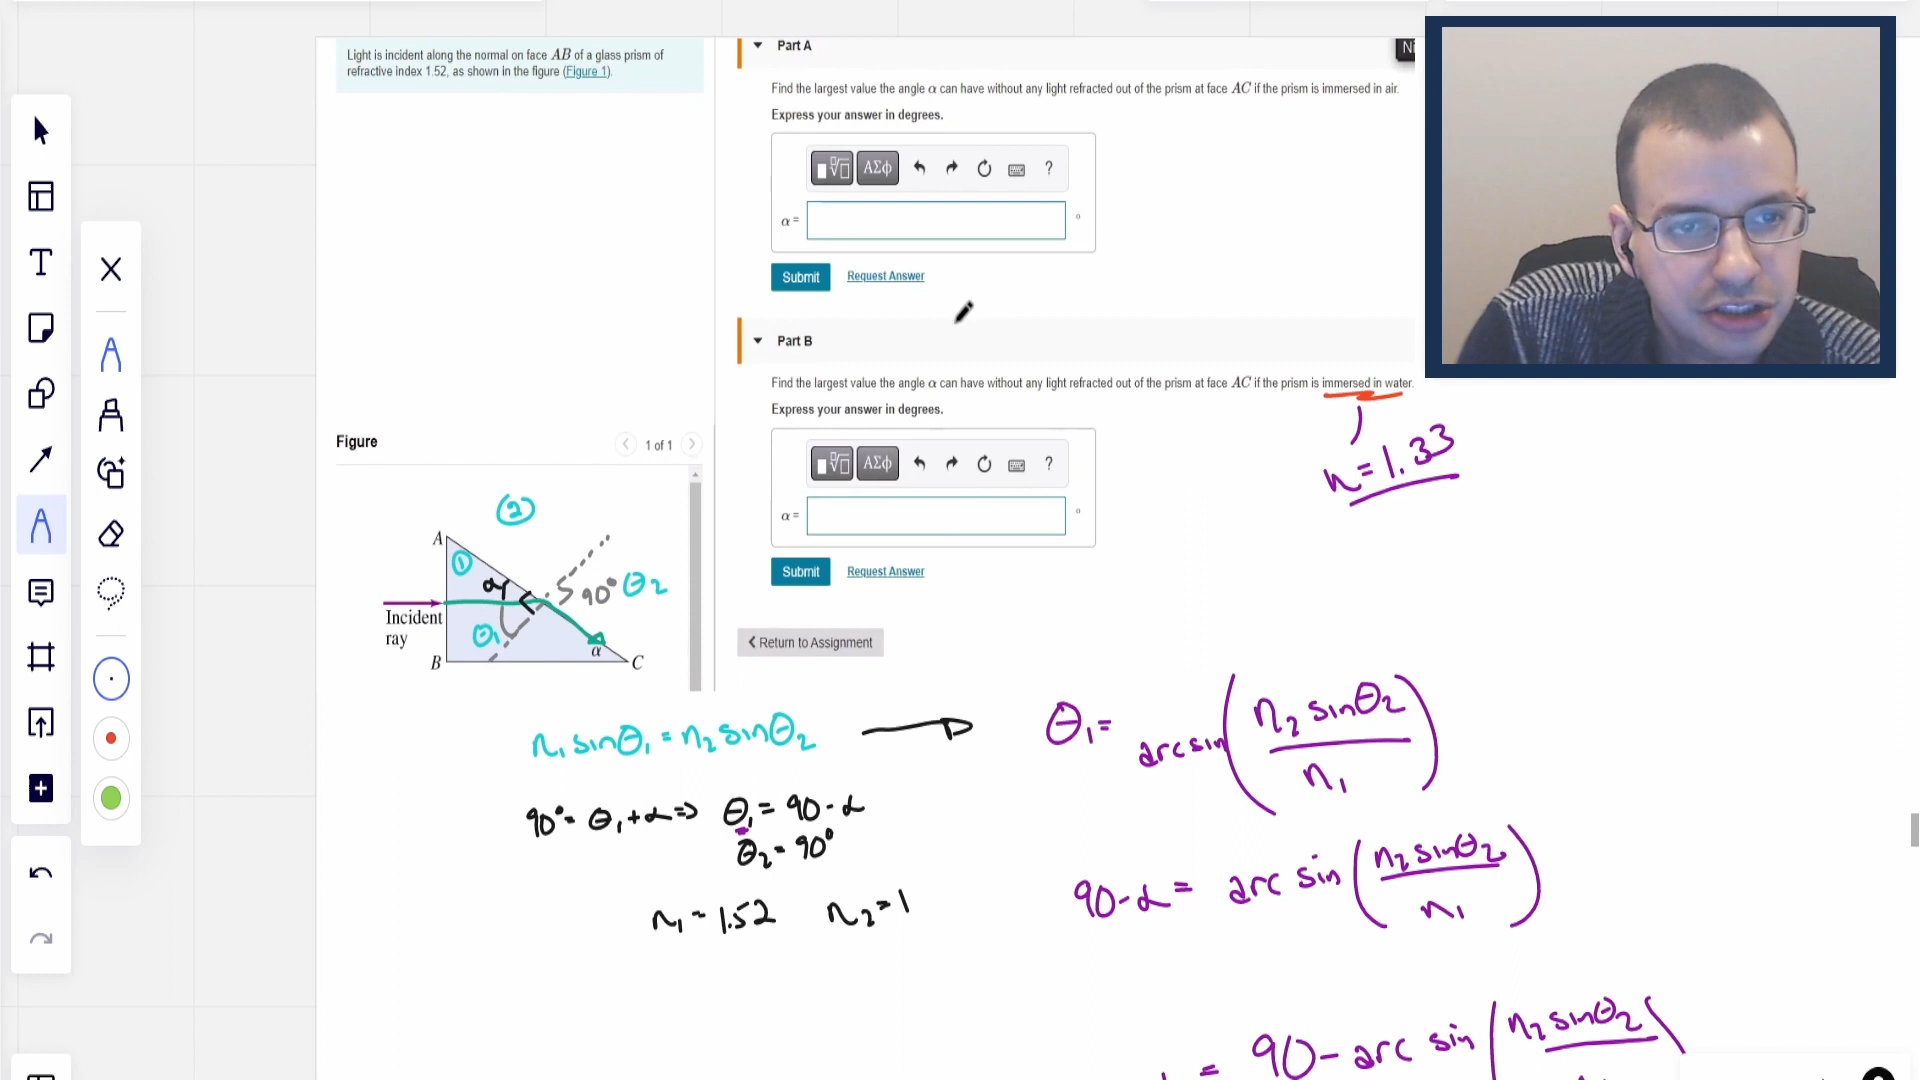 Light is incident along the normal on face AB of a glass prism of
refractive index 1.52, as shown in the figure (Figure 1).
Part A
Find the largest value the angle α can have without any light refracted out of the prism at face AC if the prism is immersed in air.
Express your answer in degrees.
ΑΣϕ
?
α =
°
Submit
Request Answer
Part B
Find the largest value the angle α can have without any light refracted out of the prism at face AC if the prism is immersed in water.
Express your answer in degrees.
ΑΣϕ
?
α =
°
Submit
Request Answer
n = 1.33
Return to Assignment
Figure
1 of 1
②
A
①
α
90° θ2
Incident
ray
θ1
α
B
C
n1 sinθ1 = n2 sinθ2
θ1 = arcsin(n2 sinθ2 / n1)
90° = θ1 + α ⇒ θ1 = 90 - α
θ2 = 90°
90 - α = arc sin (n2 sinθ2 / n1)
n1 = 1.52 n2 = 1
= 90 - arc sin (n2 sinθ2